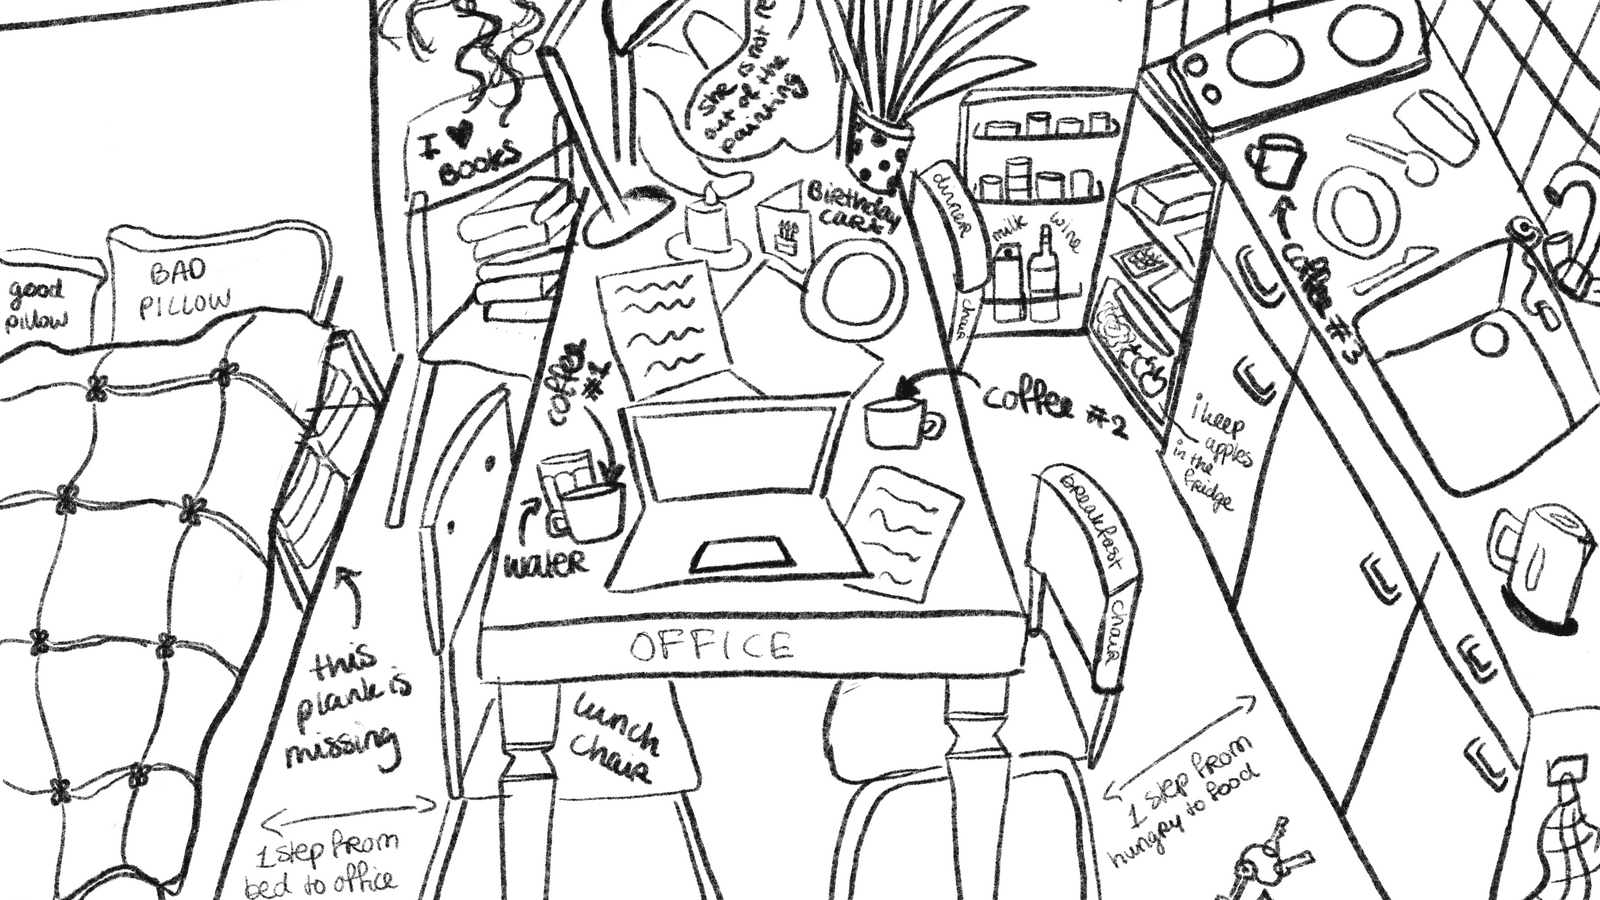 I ♥
BOOKS
She is not re
out of the
painting
good
pillow
BAD
PILLOW
Birthday
card
dinner
chair
milk
wine
coffee #3
coffee
#1
coffee #2
i keep
apples
in the
fridge
water
Breakfast
chair
OFFICE
this
plank is
missing
lunch
chair
1 step from
hungry to food
1 step from
bed to office